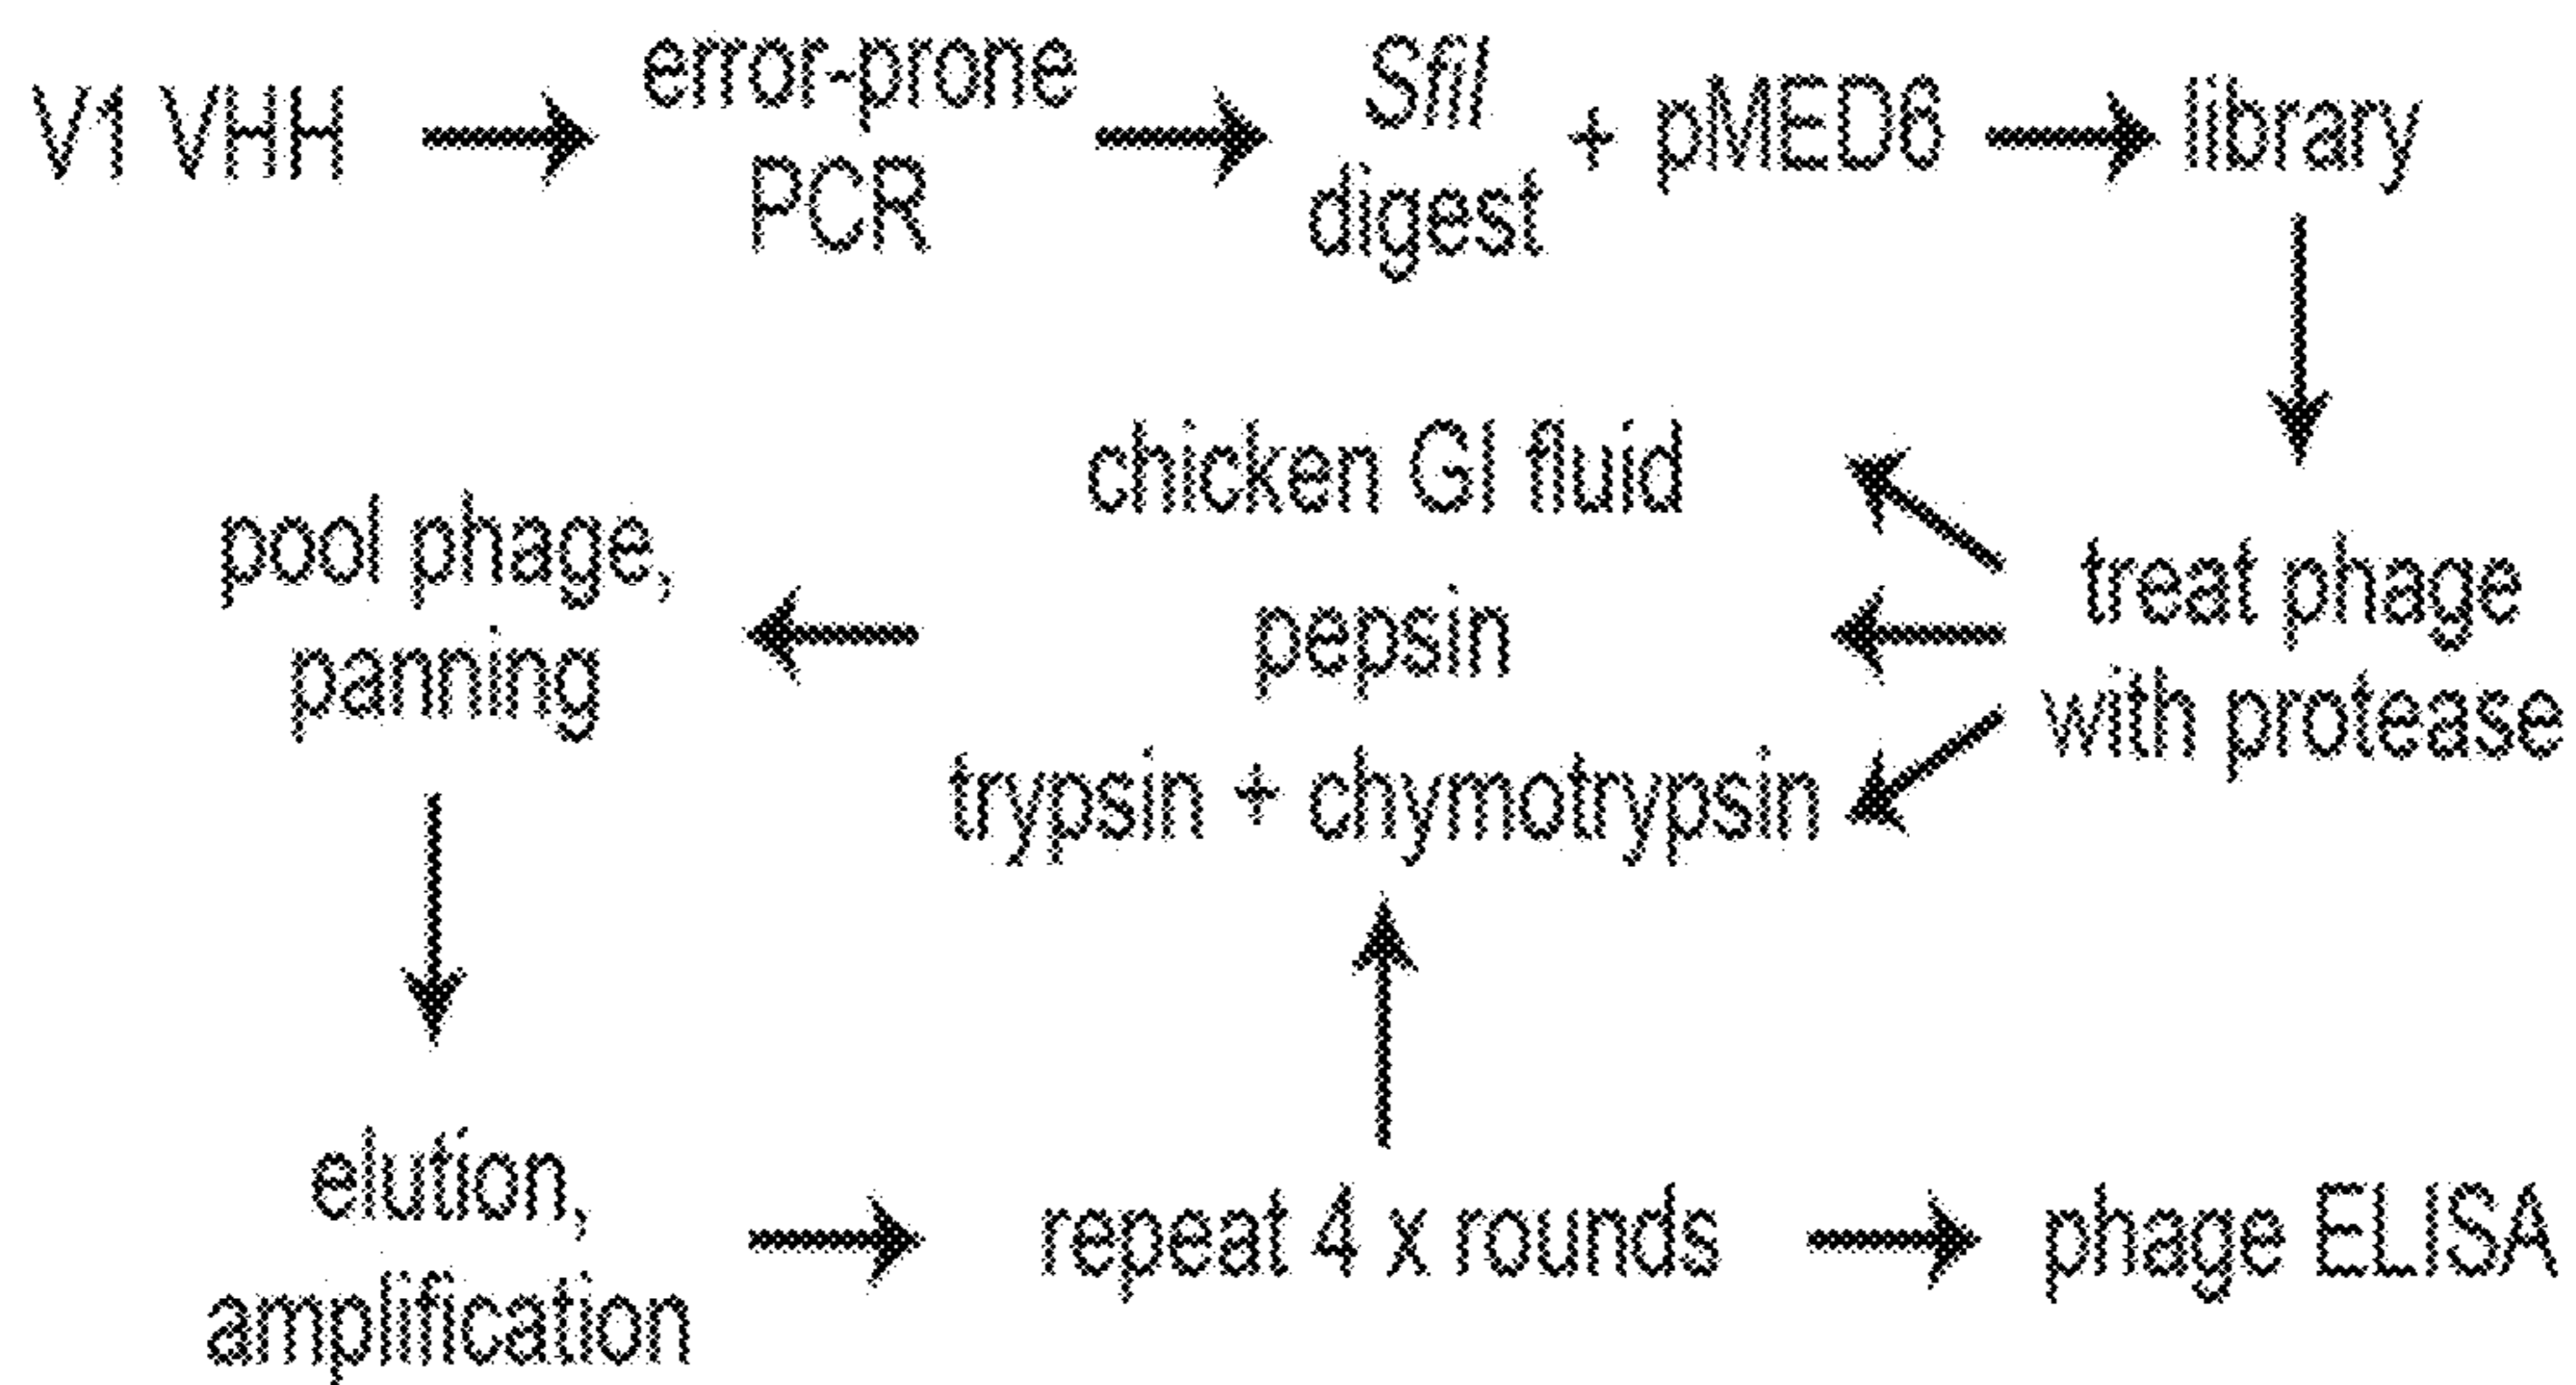 V1 VHH
error-prone
PCR
SfiI
digest
+ pMED6
library
treat phage
with protease
chicken GI fluid
pepsin
trypsin + chymotrypsin
pool phage,
panning
elution,
amplification
repeat 4 x rounds
phage ELISA